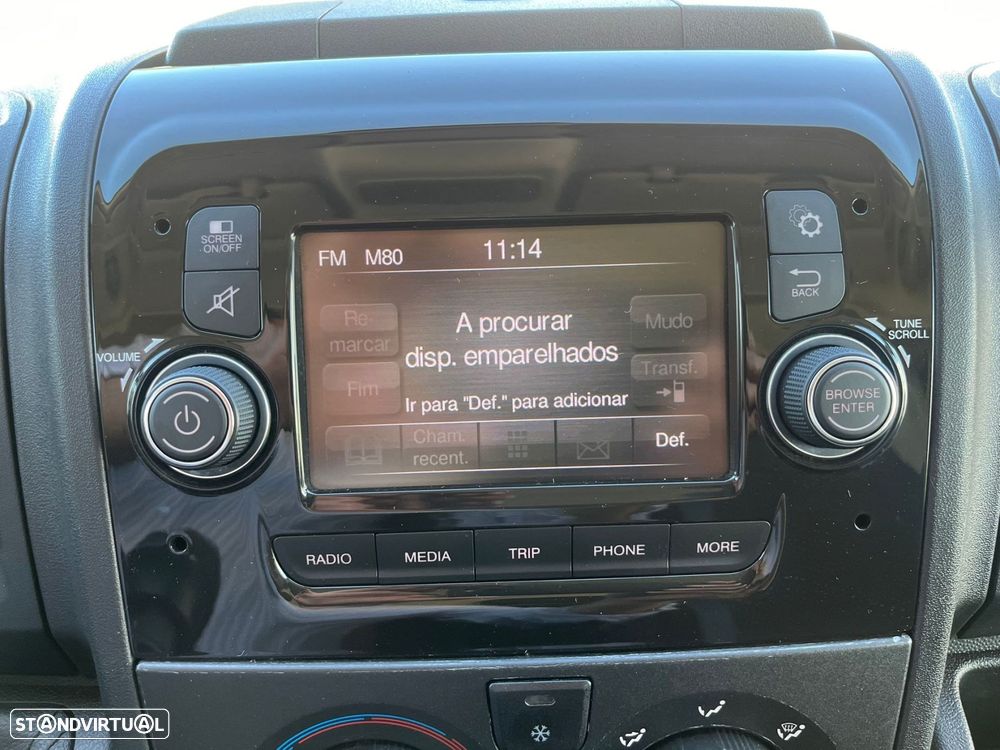 SCREEN
ON/OFF
BACK
VOLUME
TUNE
SCROLL
FM M80 11:14
Re-
marcar
A procurar
disp. emparelhados
Mudo
Fim
Transf.
Ir para "Def." para adicionar
Cham.
recent.
Def.
BROWSE
ENTER
RADIO
MEDIA
TRIP
PHONE
MORE
STANDVIRTUAL